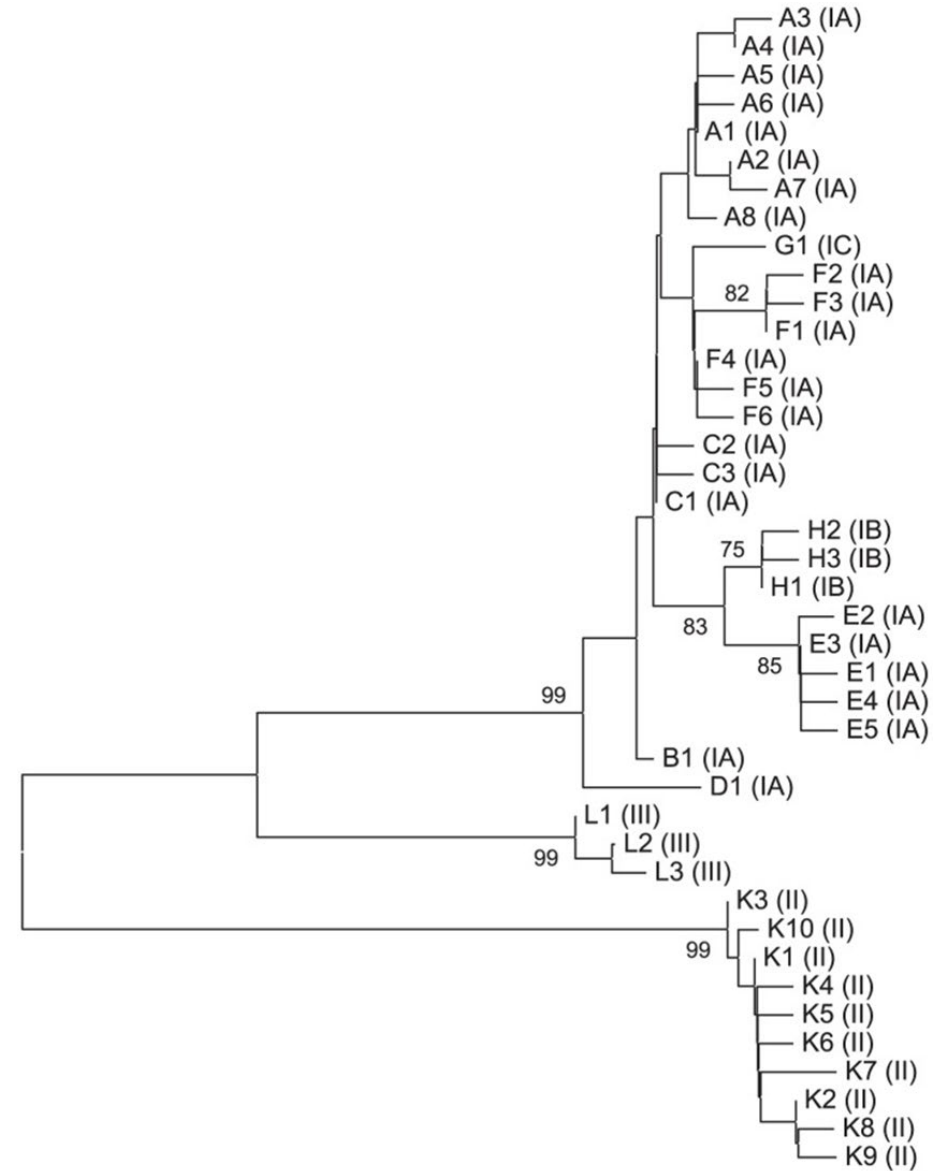 A3 (IA)
A4 (IA)
A5 (IA)
A6 (IA)
A1 (IA)
A2 (IA)
A7 (IA)
A8 (IA)
G1 (IC)
F2 (IA)
82
F3 (IA)
F1 (IA)
F4 (IA)
F5 (IA)
F6 (IA)
C2 (IA)
C3 (IA)
C1 (IA)
H2 (IB)
75
H3 (IB)
H1 (IB)
E2 (IA)
83
E3 (IA)
85
E1 (IA)
E4 (IA)
99
E5 (IA)
B1 (IA)
D1 (IA)
L1 (III)
L2 (III)
99
L3 (III)
K3 (II)
K10 (II)
99
K1 (II)
K4 (II)
K5 (II)
K6 (II)
K7 (II)
K2 (II)
K8 (II)
K9 (II)